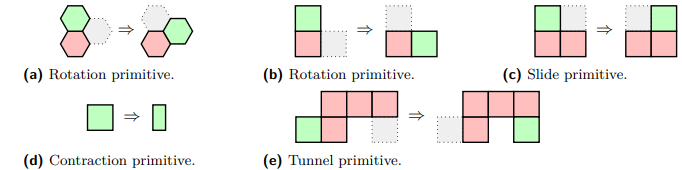 (a) Rotation primitive.
(b) Rotation primitive.
(c) Slide primitive.
(d) Contraction primitive.
(e) Tunnel primitive.